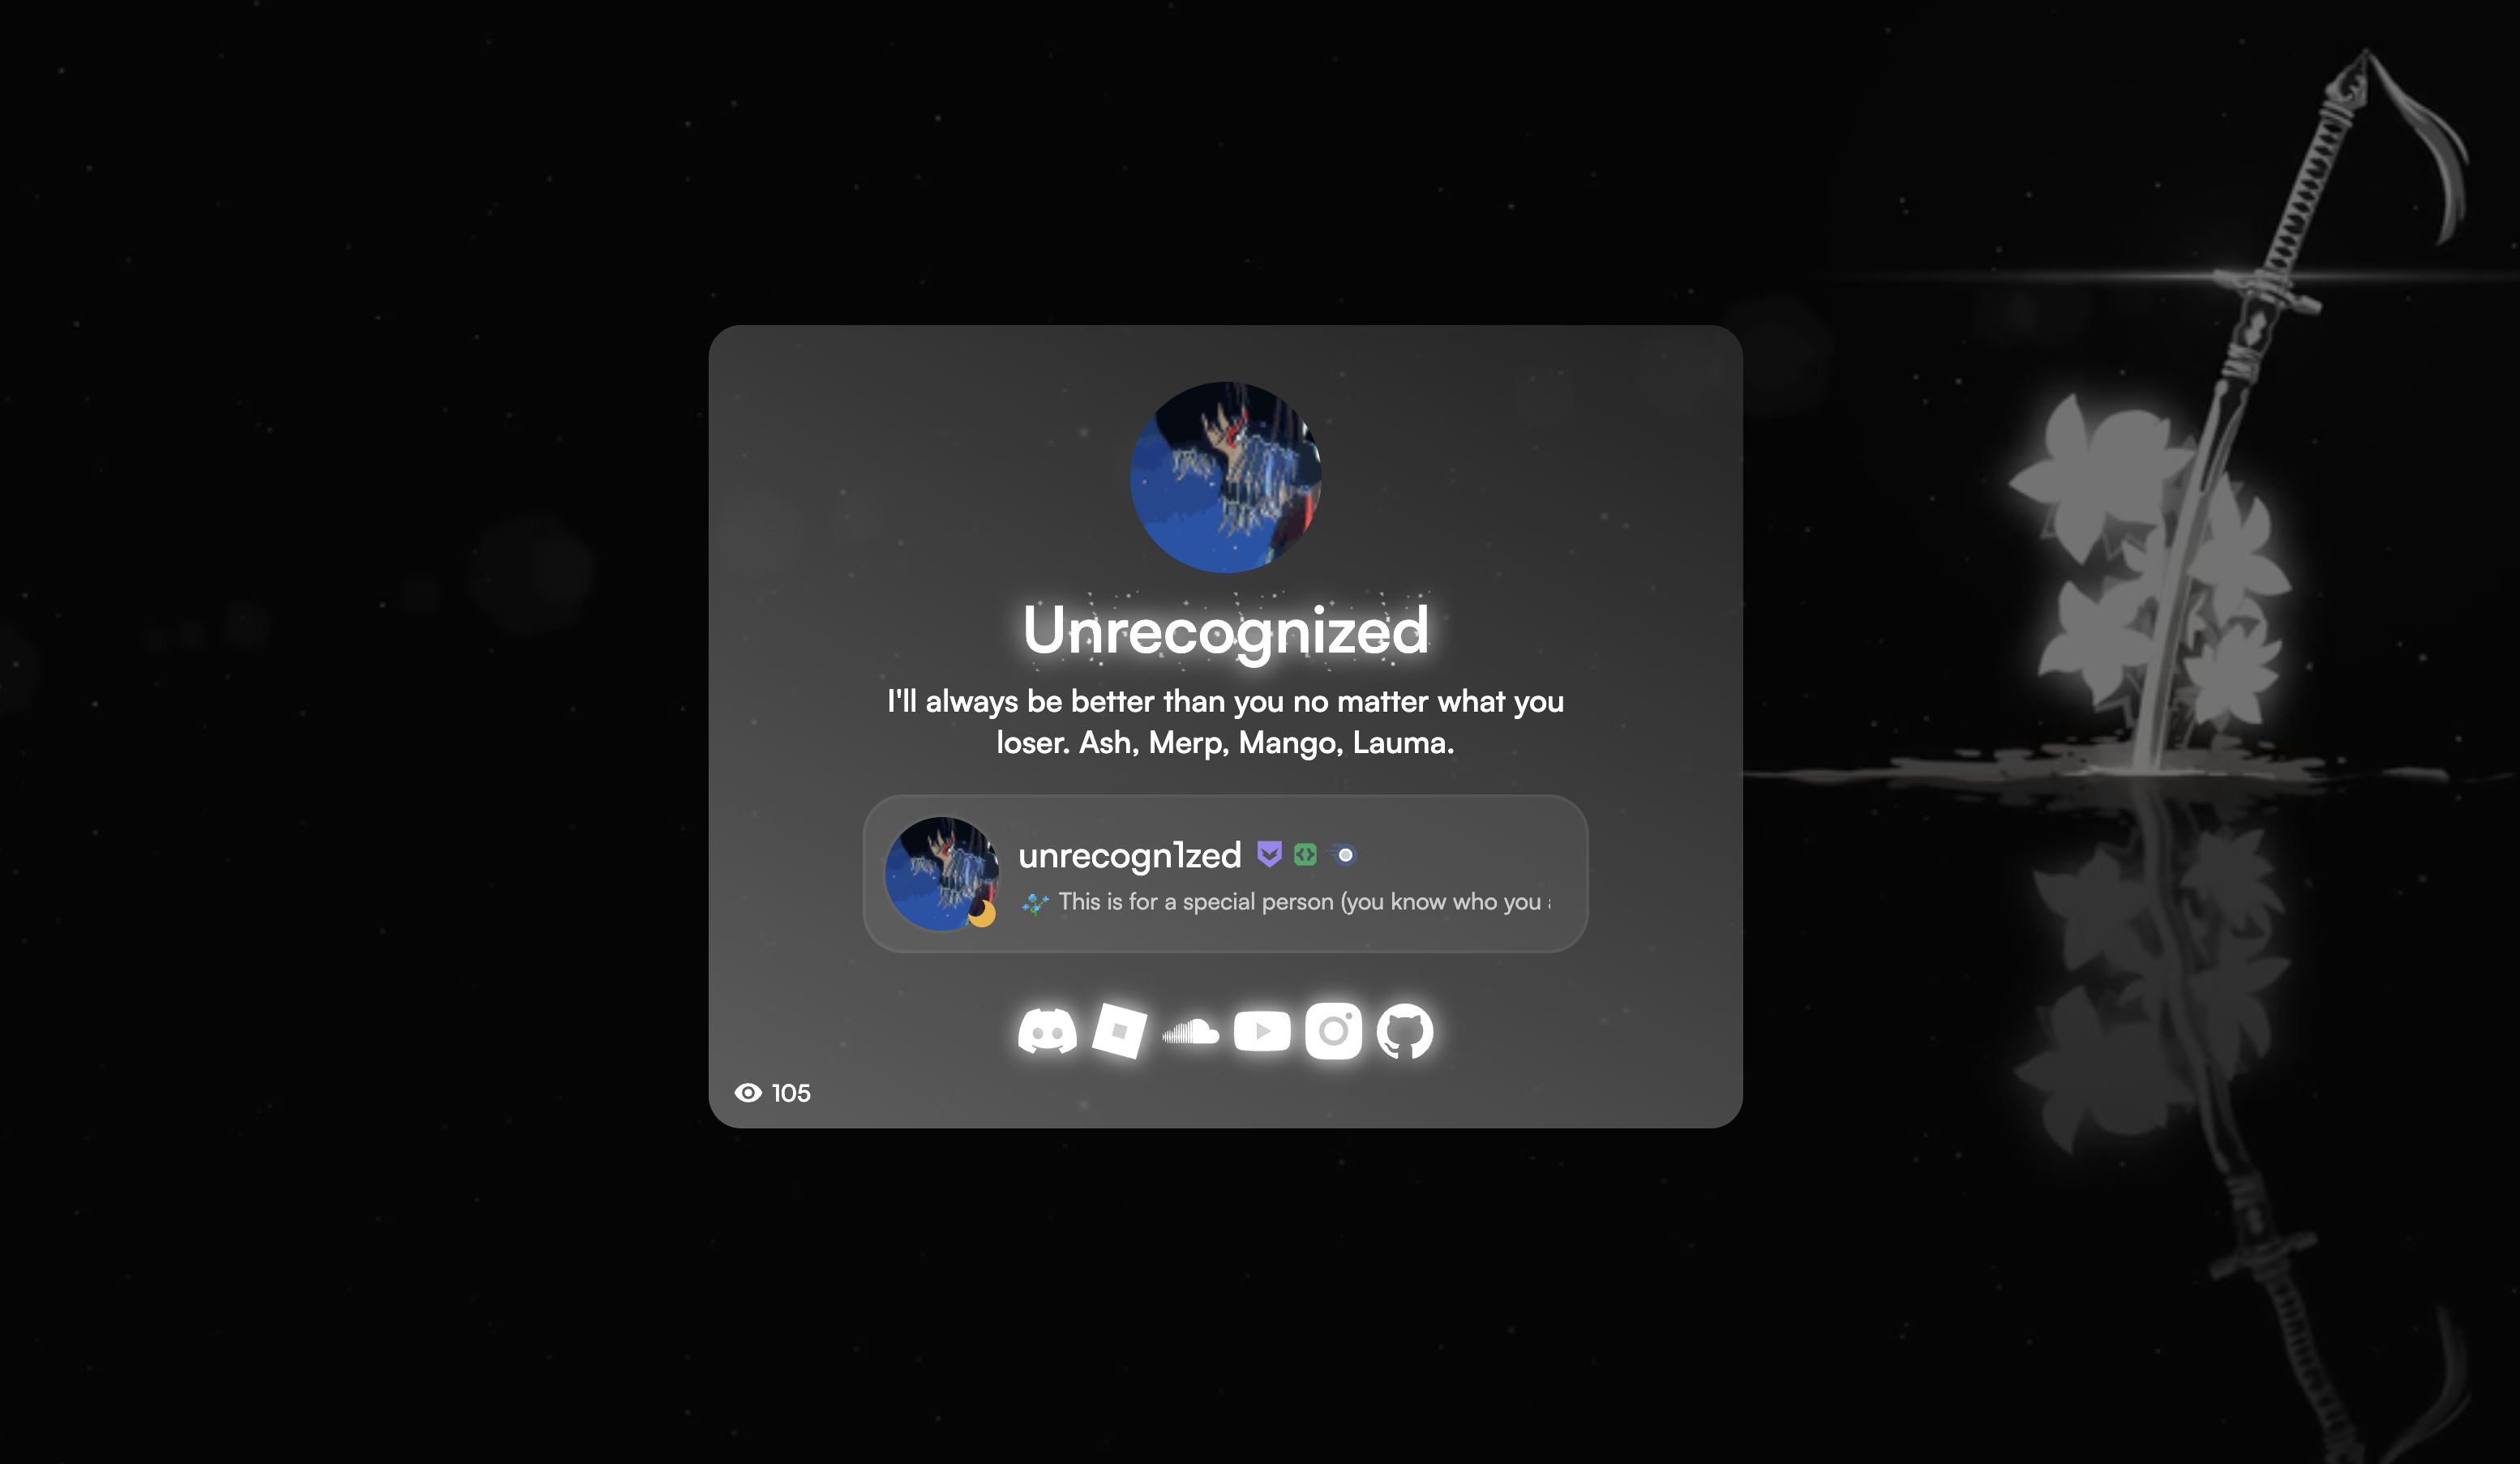 Unrecognized
I'll always be better than you no matter what you
loser. Ash, Merp, Mango, Lauma.
unrecogn1zed
This is for a special person (you know who you
105